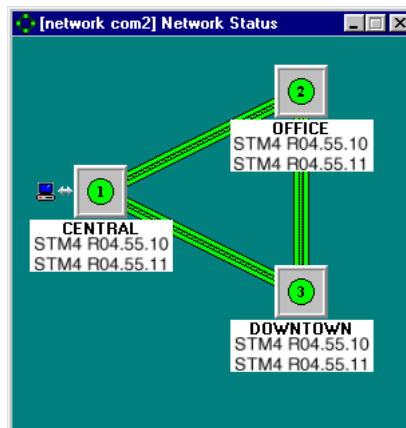 [network com2] Network Status
2
OFFICE
STM4 R04.55.10
STM4 R04.55.11
1
CENTRAL
STM4 R04.55.10
STM4 R04.55.11
3
DOWNTOWN
STM4 R04.55.10
STM4 R04.55.11